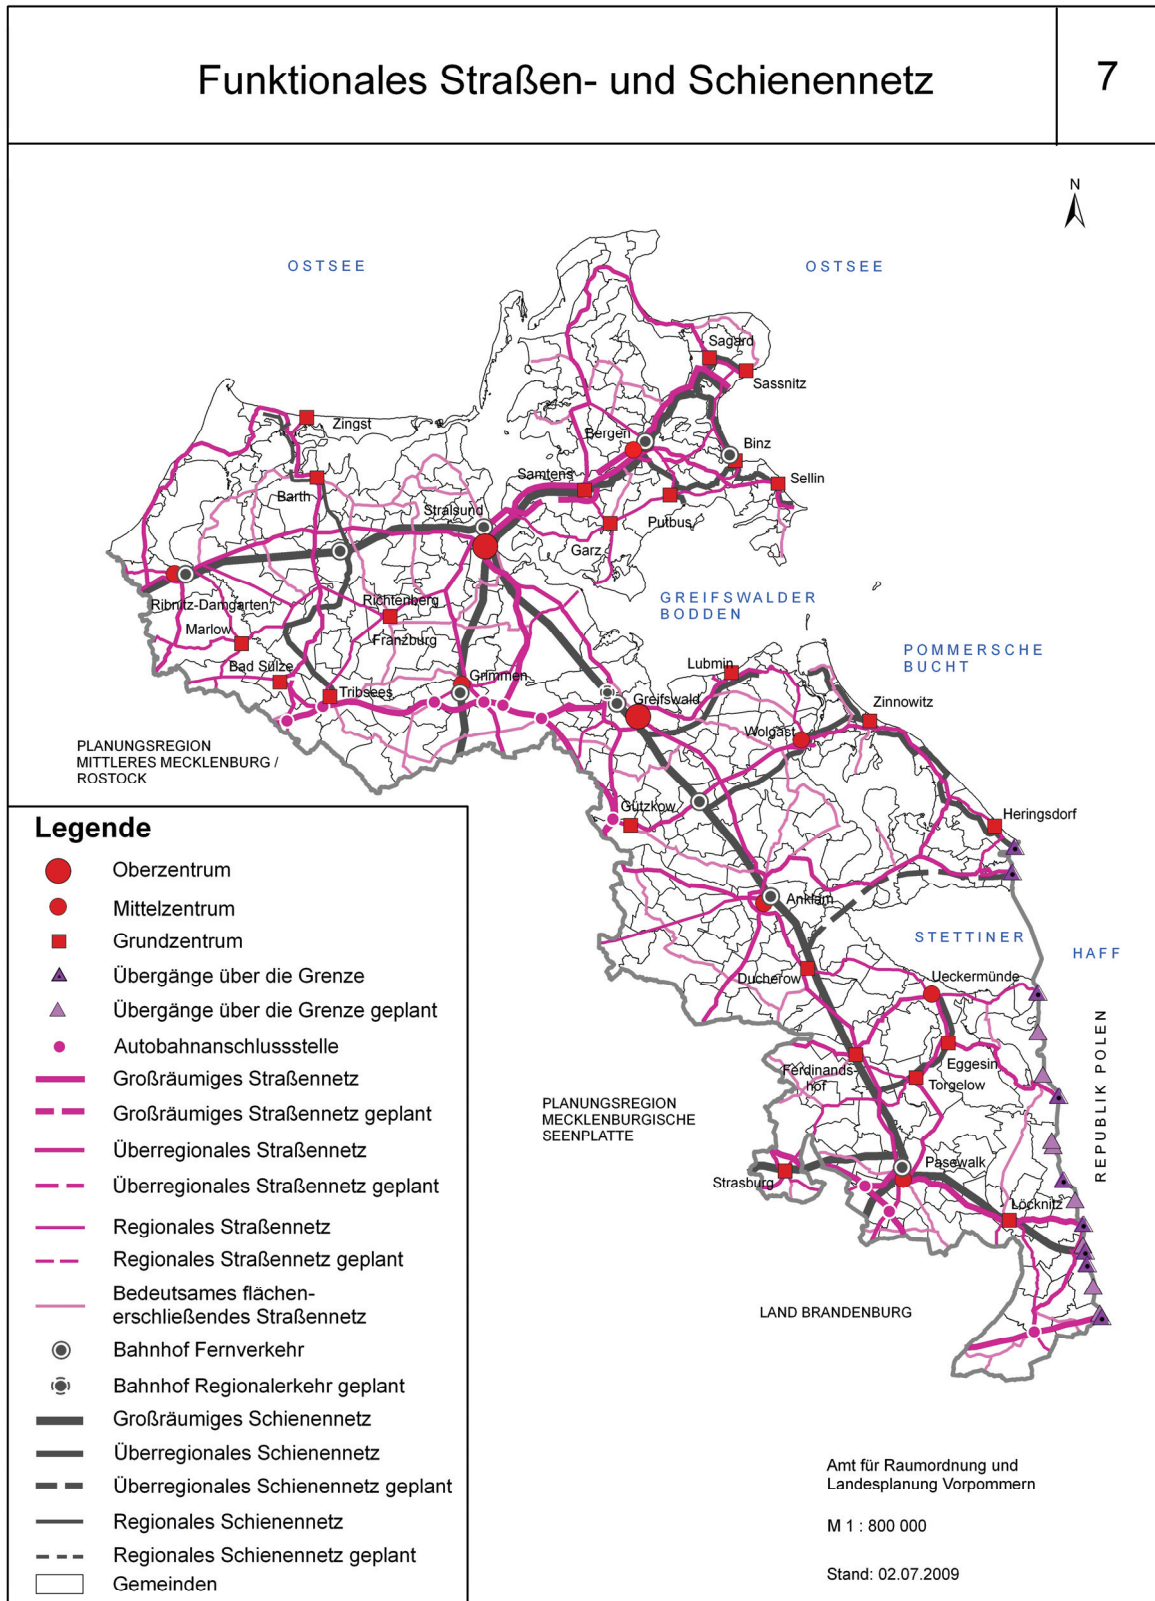 Funktionales Straßen- und Schienennetz
7
N
OSTSEE
OSTSEE
Sagard
Sassnitz
Zingst
Bergen
Binz
Samtens
Sellin
Barth
Stralsund
Putbus
Garz
Ribnitz-Damgarten
Richtenberg
GREIFSWALDER
BODDEN
Marlow
Franzburg
POMMERSCHE
BUCHT
Bad Sülze
Lubmin
Grimmen
Tribsees
Greifswald
Zinnowitz
Wolgast
PLANUNGSREGION
MITTLERES MECKLENBURG /
ROSTOCK
Gützkow
Heringsdorf
Anklam
STETTINER
HAFF
Ducherow
Ueckermünde
Eggesin
Ferdinands-
hof
Torgelow
REPUBLIK POLEN
PLANUNGSREGION
MECKLENBURGISCHE
SEENPLATTE
Pasewalk
Strasburg
Löcknitz
LAND BRANDENBURG
Legende
Oberzentrum
Mittelzentrum
Grundzentrum
Übergänge über die Grenze
Übergänge über die Grenze geplant
Autobahnanschlussstelle
Großräumiges Straßennetz
Großräumiges Straßennetz geplant
Überregionales Straßennetz
Überregionales Straßennetz geplant
Regionales Straßennetz
Regionales Straßennetz geplant
Bedeutsames flächen-
erschließendes Straßennetz
Bahnhof Fernverkehr
Bahnhof Regionalerkehr geplant
Großräumiges Schienennetz
Überregionales Schienennetz
Überregionales Schienennetz geplant
Regionales Schienennetz
Regionales Schienennetz geplant
Gemeinden
Amt für Raumordnung und
Landesplanung Vorpommern
M 1 : 800 000
Stand: 02.07.2009